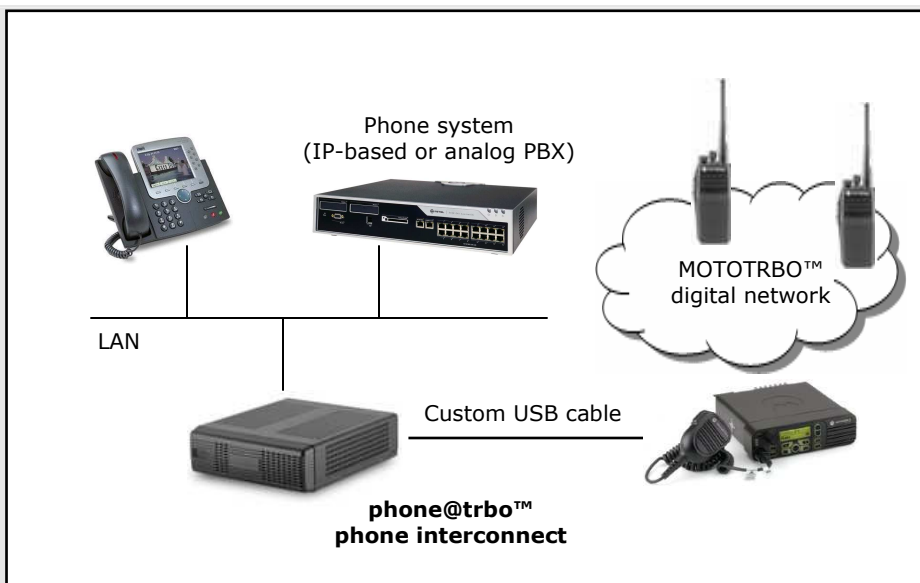 Phone system
(IP-based or analog PBX)
MOTOTRBO™
digital network
LAN
Custom USB cable
phone@trbo™
phone interconnect